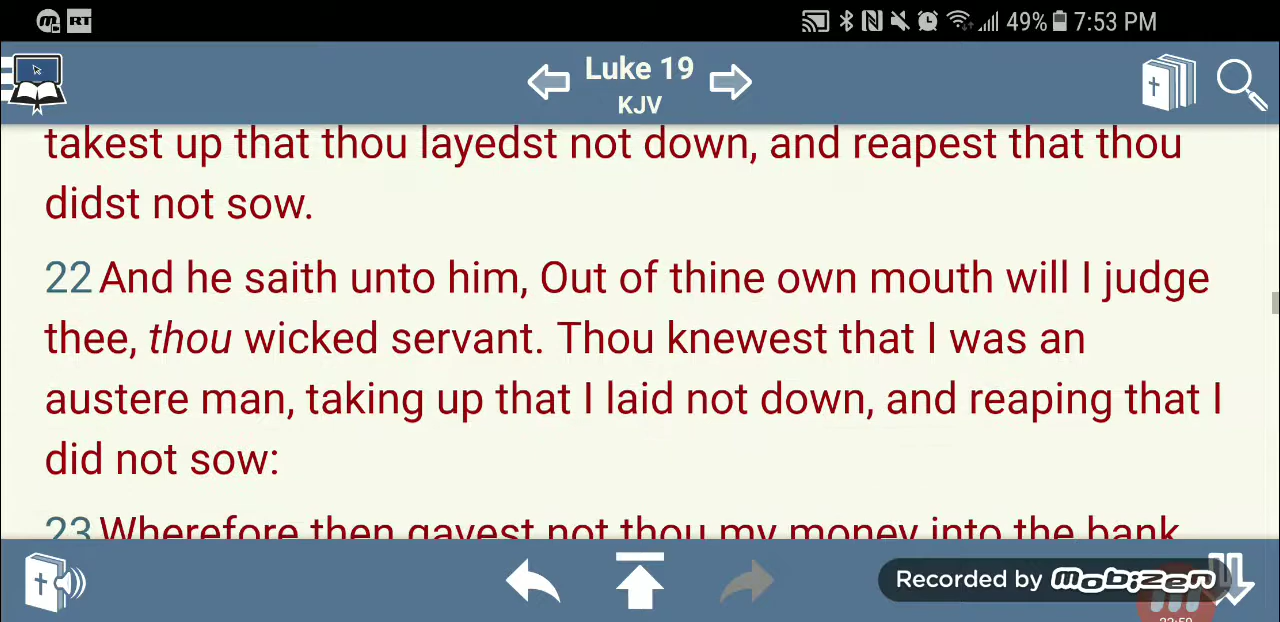 RT 49% 7:53 PM
Luke 19
KJV
takest up that thou layedst not down, and reapest that thou
didst not sow.
22 And he saith unto him, Out of thine own mouth will I judge
thee, thou wicked servant. Thou knewest that I was an
austere man, taking up that I laid not down, and reaping that I
did not sow:
23 Wherefore then gavest not thou my money into the bank,
Recorded by mobizen